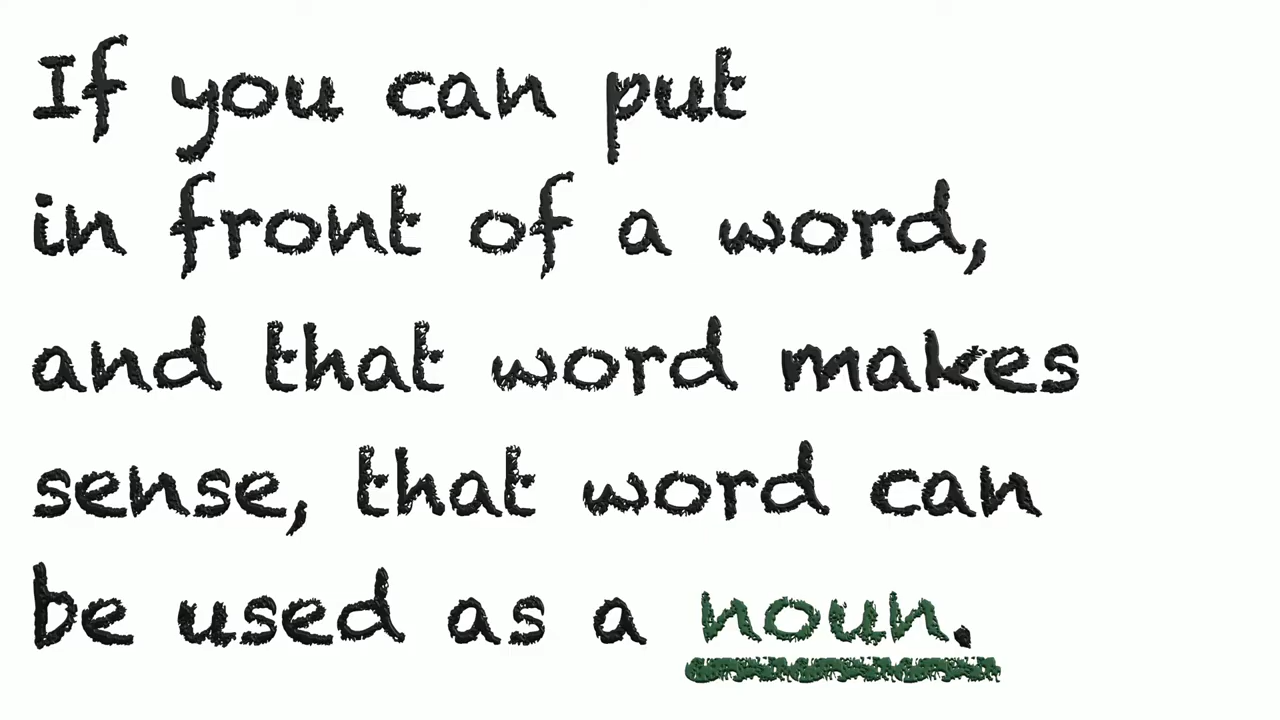 If you can put
in front of a word,
and that word makes
sense, that word can
be used as a noun.